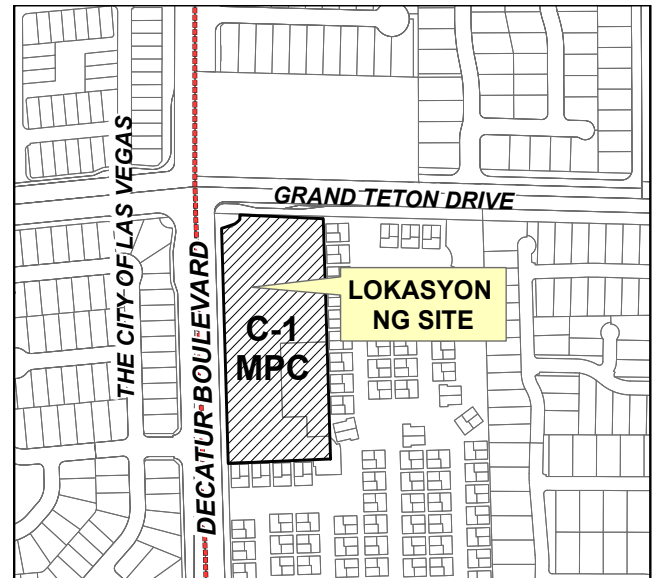 GRAND TETON DRIVE
THE CITY OF LAS VEGAS
DECATUR BOULEVARD
LOKASYON
NG SITE
C-1
MPC